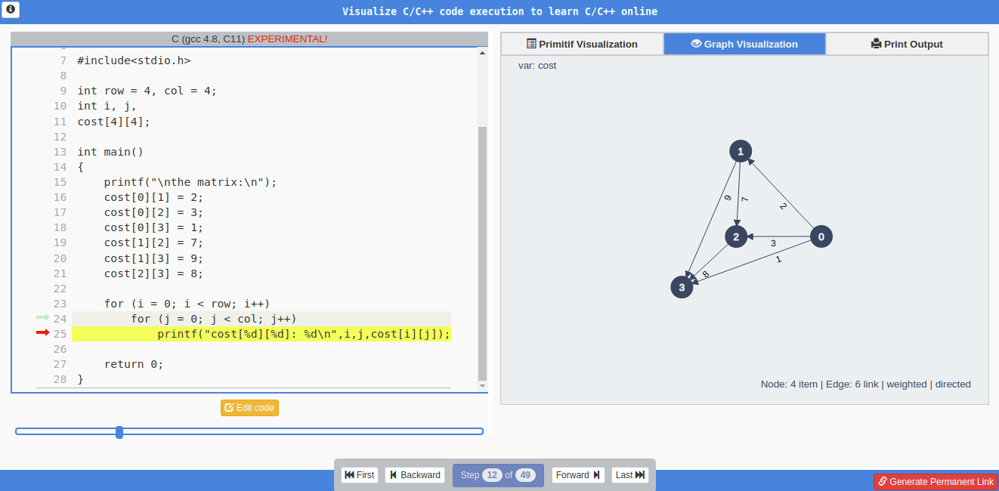 Visualize C/C++ code execution to learn C/C++ online
C (gcc 4.8, C11) EXPERIMENTAL!
7 #include<stdio.h>
8
9 int row = 4, col = 4;
10 int i, j,
11 cost[4][4];
12
13 int main()
14 {
15     printf("\nthe matrix:\n");
16     cost[0][1] = 2;
17     cost[0][2] = 3;
18     cost[0][3] = 1;
19     cost[1][2] = 7;
20     cost[1][3] = 9;
21     cost[2][3] = 8;
22
23     for (i = 0; i < row; i++)
24         for (j = 0; j < col; j++)
25             printf("cost[%d][%d]: %d\n",i,j,cost[i][j]);
26
27     return 0;
28 }
Edit code
Primitif Visualization
Graph Visualization
Print Output
var: cost
1
9 7 2
2 3 0
1
8
3
Node: 4 item | Edge: 6 link | weighted | directed
First Backward Step 12 of 49 Forward Last
Generate Permanent Link